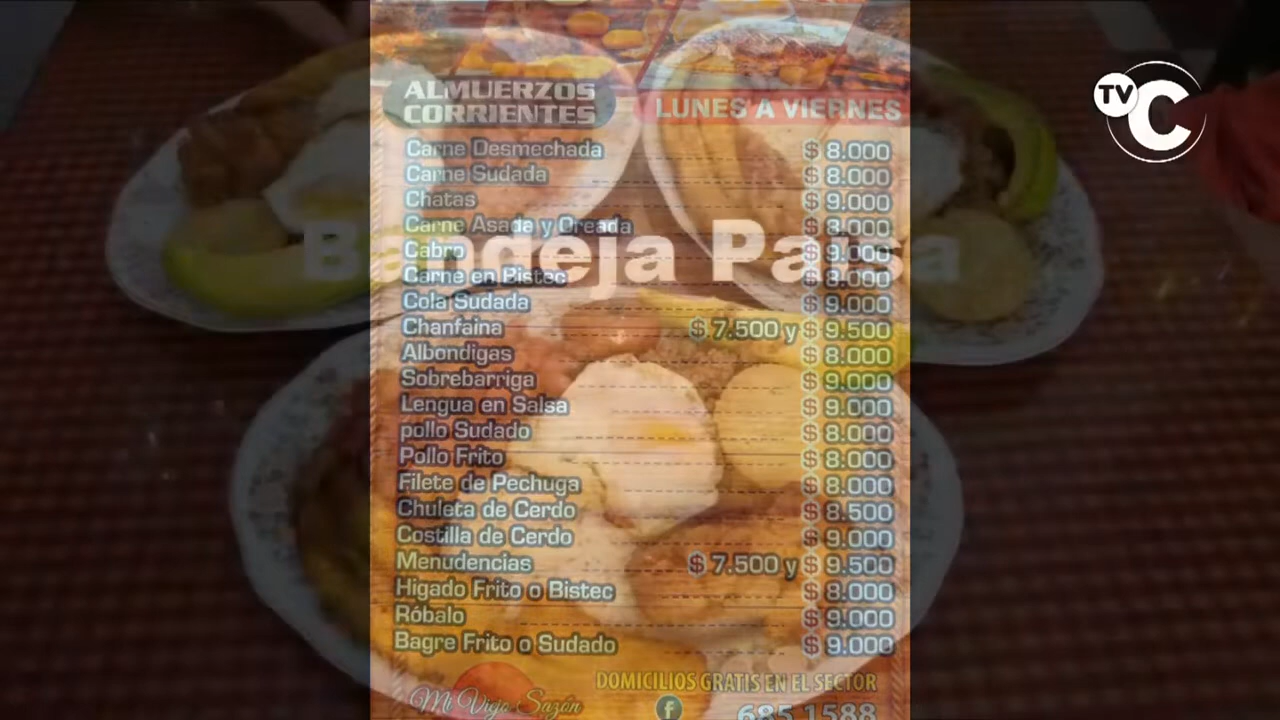 TV C
ALMUERZOS
CORRIENTES
LUNES A VIERNES
Carne Desmechada $ 8.000
Carne Sudada $ 8.000
Chatas $ 9.000
Carne Asada y Oreada $ 8.000
Cabro $ 9.000
Bandeja Paisa
Carne en Bistec $ 8.000
Cola Sudada $ 9.000
Chanfaina $ 7.500 y $ 9.500
Albondigas $ 8.000
Sobrebarriga $ 9.000
Lengua en Salsa $ 9.000
pollo Sudado $ 8.000
Pollo Frito $ 8.000
Filete de Pechuga $ 8.000
Chuleta de Cerdo $ 8.500
Costilla de Cerdo $ 9.000
Menudencias $ 7.500 y $ 9.500
Higado Frito o Bistec $ 8.000
Róbalo $ 9.000
Bagre Frito o Sudado $ 9.000
DOMICILIOS GRATIS EN EL SECTOR
Mi Viejo Sazón f 685 1588